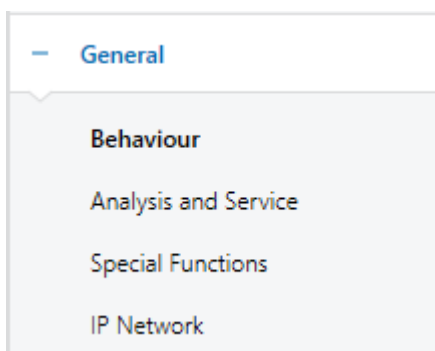 General
Behaviour
Analysis and Service
Special Functions
IP Network